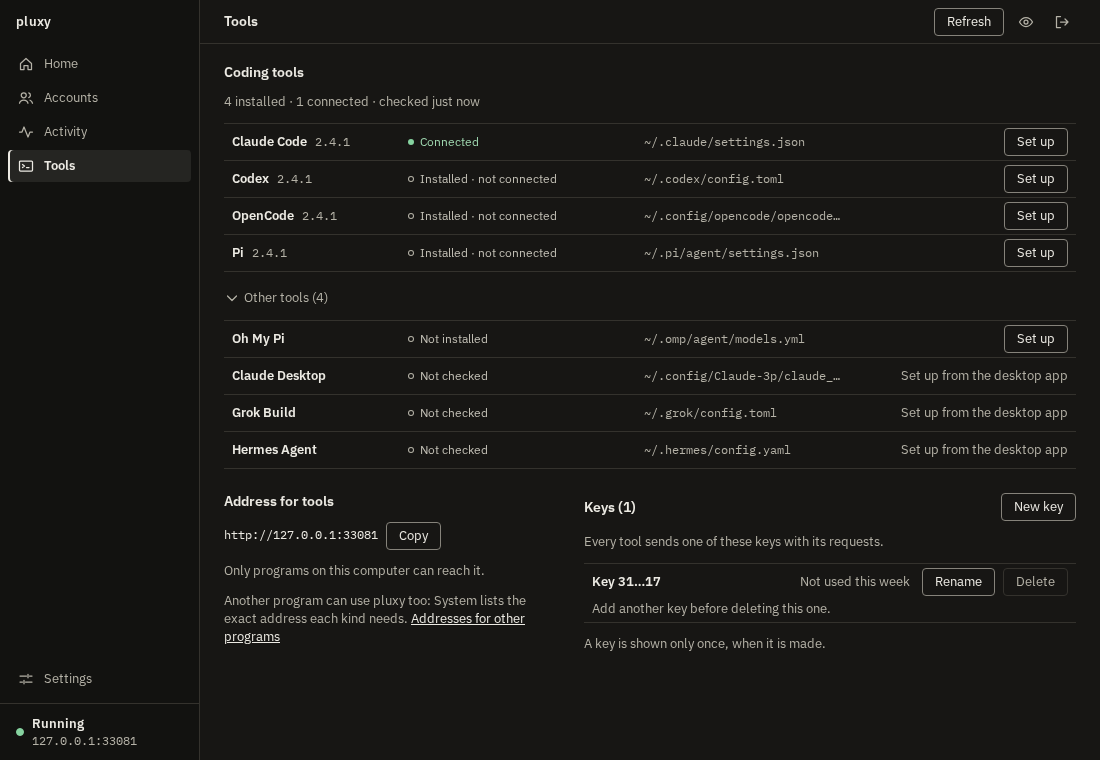 pluxy
Home
Accounts
Activity
Tools
Settings
Running
127.0.0.1:33081
Tools
Refresh
Coding tools
4 installed · 1 connected · checked just now
Claude Code 2.4.1 Connected ~/.claude/settings.json Set up
Codex 2.4.1 Installed · not connected ~/.codex/config.toml Set up
OpenCode 2.4.1 Installed · not connected ~/.config/opencode/opencode… Set up
Pi 2.4.1 Installed · not connected ~/.pi/agent/settings.json Set up
Other tools (4)
Oh My Pi Not installed ~/.omp/agent/models.yml Set up
Claude Desktop Not checked ~/.config/Claude-3p/claude_… Set up from the desktop app
Grok Build Not checked ~/.grok/config.toml Set up from the desktop app
Hermes Agent Not checked ~/.hermes/config.yaml Set up from the desktop app
Address for tools
http://127.0.0.1:33081 Copy
Only programs on this computer can reach it.
Another program can use pluxy too: System lists the
exact address each kind needs. Addresses for other
programs
Keys (1) New key
Every tool sends one of these keys with its requests.
Key 31…17 Not used this week Rename Delete
Add another key before deleting this one.
A key is shown only once, when it is made.